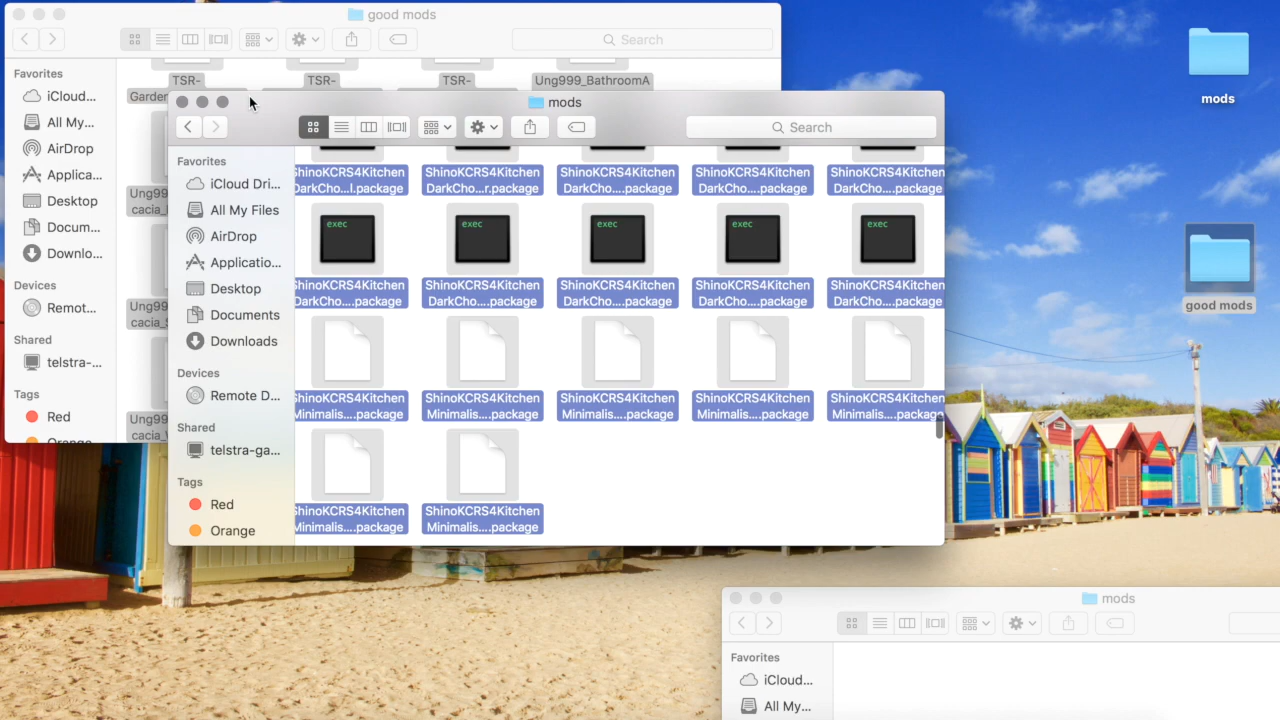 good mods
Search
Favorites
iCloud...
All My...
AirDrop
Applica...
Desktop
Docum...
Downlo...
Devices
Remot...
Shared
telstra-...
Tags
Red
Orange
TSR-
TSR-
TSR-
Ung999_BathroomA
Garden
Ung99
cacia_
Ung99
cacia_S
Ung99
cacia_
mods
Search
Favorites
iCloud Dri...
All My Files
AirDrop
Applicatio...
Desktop
Documents
Downloads
Devices
Remote D...
Shared
telstra-ga...
Tags
Red
Orange
ShinoKCRS4Kitchen ShinoKCRS4Kitchen ShinoKCRS4Kitchen ShinoKCRS4Kitchen ShinoKCRS4Kitchen
DarkCho...l.package DarkCho...r.package DarkCho....package DarkCho....package DarkCho....package
exec exec exec exec exec
ShinoKCRS4Kitchen ShinoKCRS4Kitchen ShinoKCRS4Kitchen ShinoKCRS4Kitchen ShinoKCRS4Kitchen
DarkCho....package DarkCho....package DarkCho....package DarkCho....package DarkCho....package
ShinoKCRS4Kitchen ShinoKCRS4Kitchen ShinoKCRS4Kitchen ShinoKCRS4Kitchen ShinoKCRS4Kitchen
Minimalis....package Minimalis....package Minimalis....package Minimalis....package Minimalis....package
ShinoKCRS4Kitchen ShinoKCRS4Kitchen
Minimalis....package Minimalis....package
mods
good mods
mods
Favorites
iCloud...
All My...